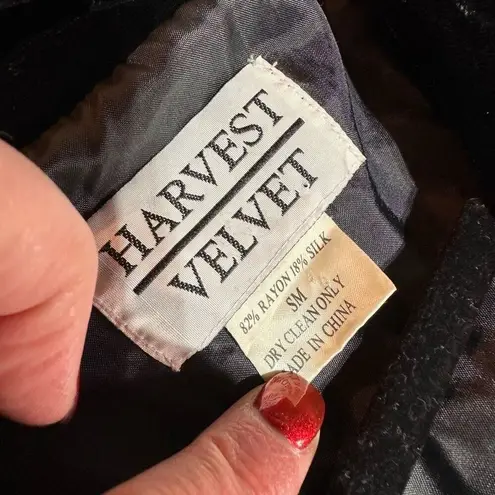 HARVEST
VELVET
82% RAYON 18% SILK
SM
DRY CLEAN ONLY
MADE IN CHINA